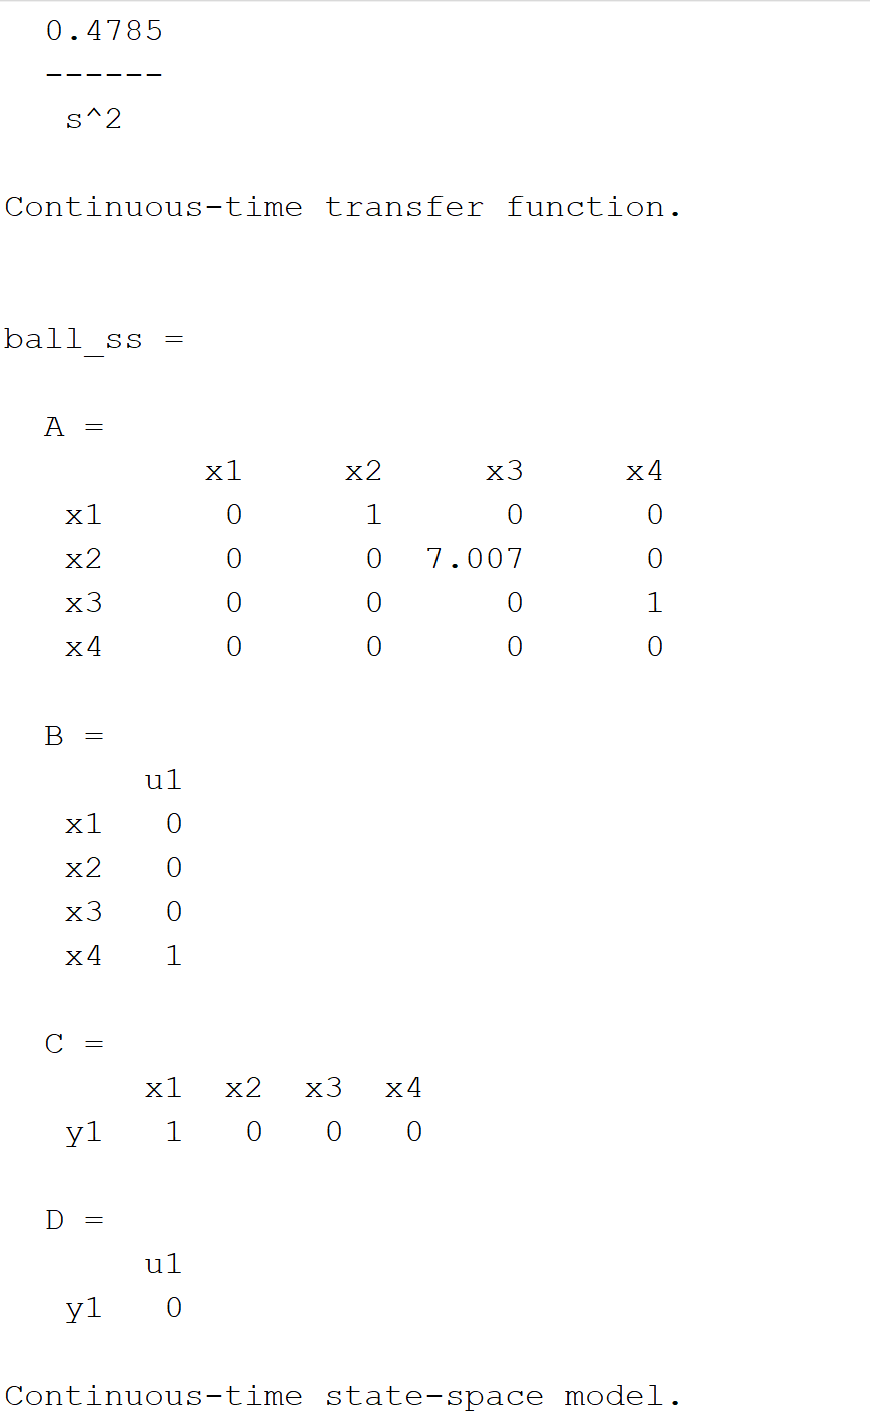 0.4785
------
s^2
Continuous-time transfer function.
ball_ss =
A =
x1 x2 x3 x4
x1 0 1 0 0
x2 0 0 7.007 0
x3 0 0 0 1
x4 0 0 0 0
B =
u1
x1 0
x2 0
x3 0
x4 1
C =
x1 x2 x3 x4
y1 1 0 0 0
D =
u1
y1 0
Continuous-time state-space model.